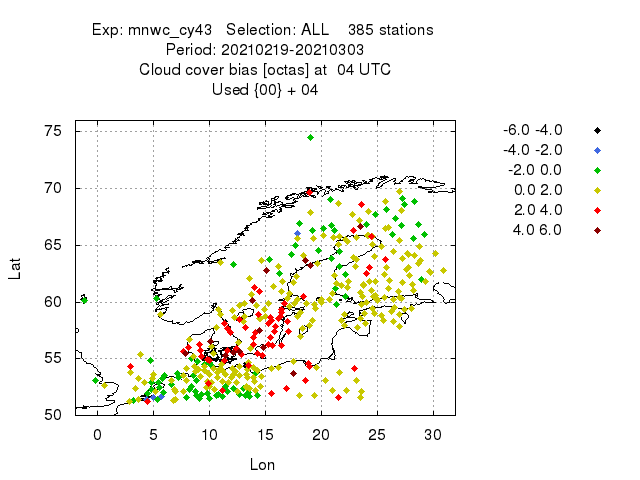 Exp: mnwc_cy43   Selection: ALL    385 stations
Period: 20210219-20210303
Cloud cover bias [octas] at  04 UTC
Used {00} + 04
-6.0 -4.0
-4.0 -2.0
-2.0 0.0
0.0 2.0
2.0 4.0
4.0 6.0
75
70
65
60
55
50
Lat
0 5 10 15 20 25 30
Lon